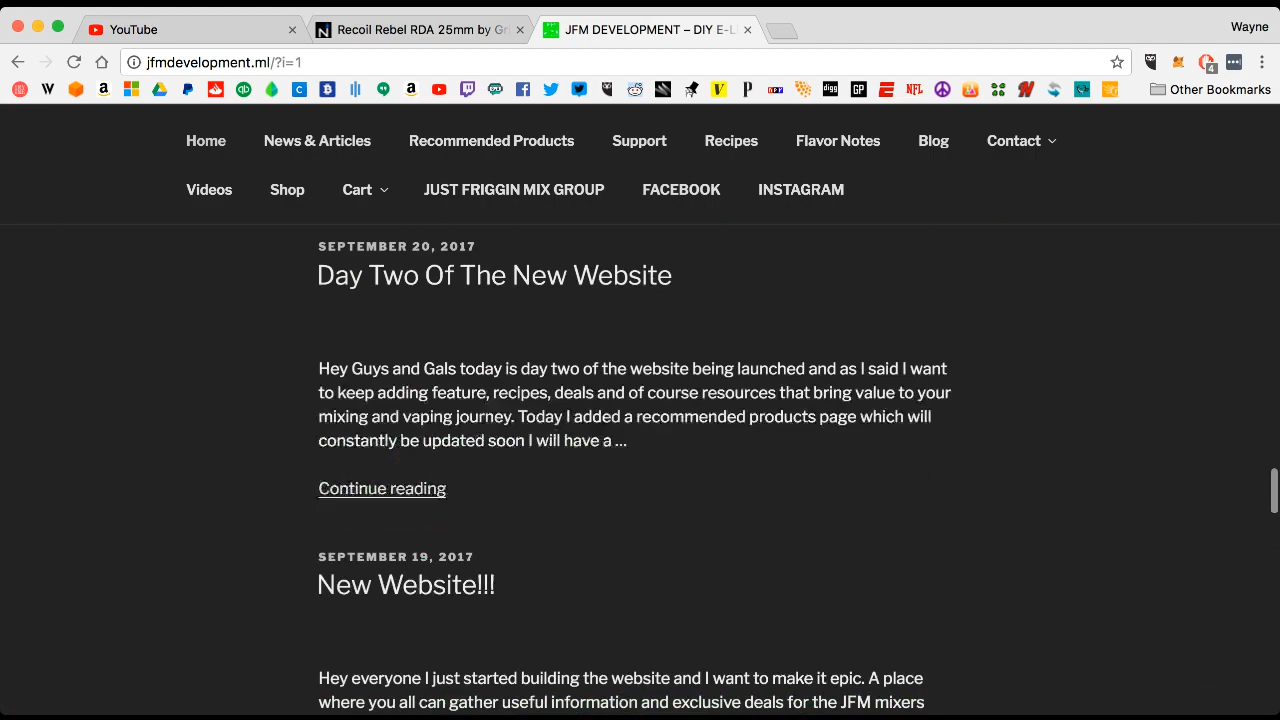 YouTube
Recoil Rebel RDA 25mm by Gr
JFM DEVELOPMENT – DIY E-L
Wayne
jfmdevelopment.ml/?i=1
Other Bookmarks
Home News & Articles Recommended Products Support Recipes Flavor Notes Blog Contact
Videos Shop Cart JUST FRIGGIN MIX GROUP FACEBOOK INSTAGRAM
SEPTEMBER 20, 2017
Day Two Of The New Website
Hey Guys and Gals today is day two of the website being launched and as I said I want
to keep adding feature, recipes, deals and of course resources that bring value to your
mixing and vaping journey. Today I added a recommended products page which will
constantly be updated soon I will have a ...
Continue reading
SEPTEMBER 19, 2017
New Website!!!
Hey everyone I just started building the website and I want to make it epic. A place
where you all can gather useful information and exclusive deals for the JFM mixers